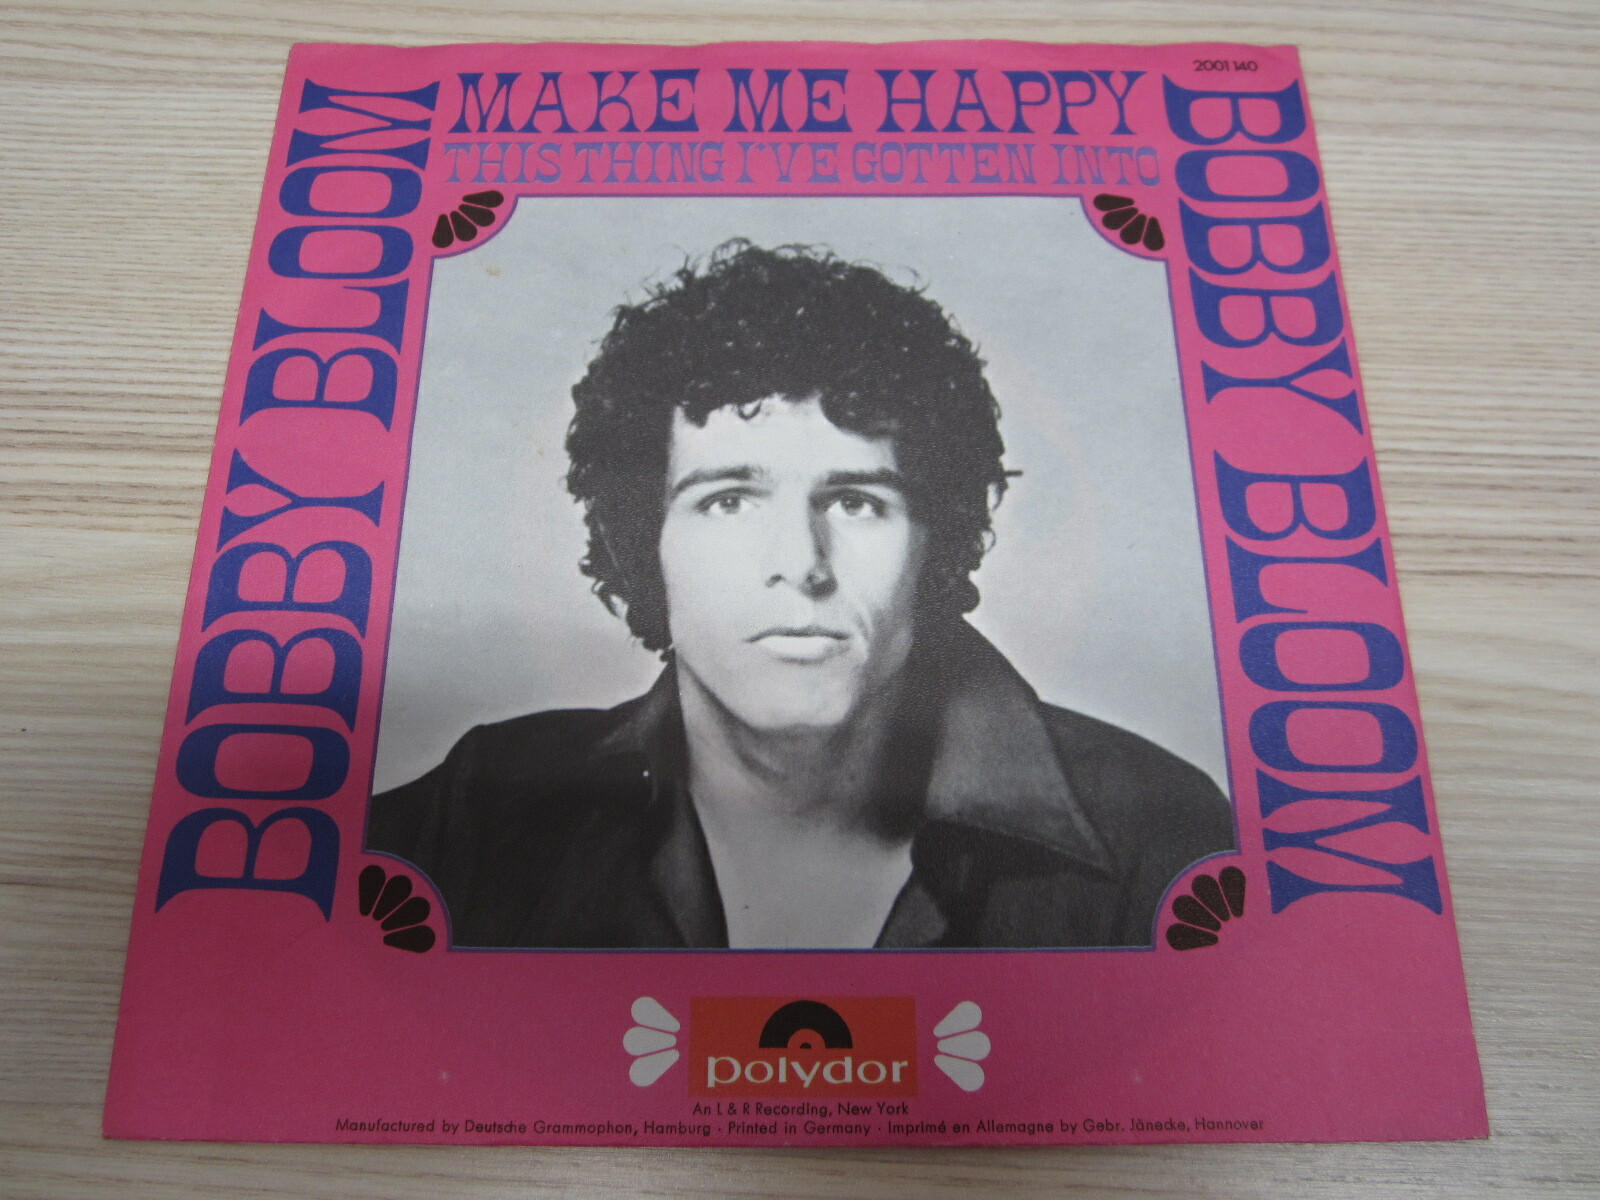 2001 140
MAKE ME HAPPY
THIS THING I'VE GOTTEN INTO
BOBBY BLOOM
BOBBY BLOOM
polydor
An L & R Recording, New York
Manufactured by Deutsche Grammophon, Hamburg · Printed in Germany · Imprimé en Allemagne by Gebr. Jänecke, Hannover